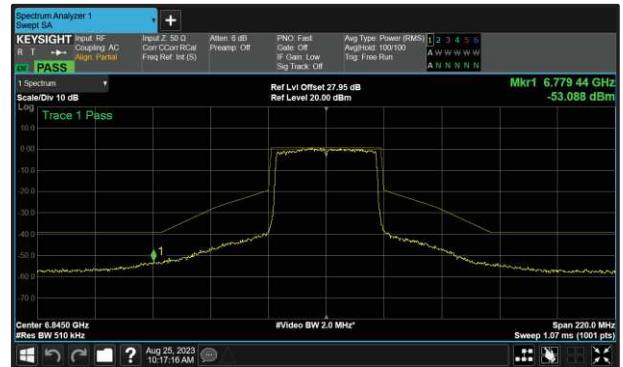 Spectrum Analyzer 1
Swept SA
+
KEYSIGHT
R T
PASS
Input: RF
Coupling: AC
Align: Partial
Input Z: 50 Ω
Corr CCorr RCal
Freq Ref: Int (S)
Atten: 6 dB
Preamp: Off
PNO: Fast
Gate: Off
IF Gain: Low
Sig Track: Off
Avg Type: Power (RMS)
Avg|Hold: 100/100
Trig: Free Run
1 2 3 4 5 6
A W W W W W
A N N N N N
1 Spectrum
Scale/Div 10 dB
Ref Lvl Offset 27.95 dB
Ref Level 20.00 dBm
Mkr1 6.779 44 GHz
-53.088 dBm
Log
Trace 1 Pass
10.0
0.00
-10.0
-20.0
-30.0
-40.0
-50.0
-60.0
-70.0
1
Center 6.8450 GHz
#Res BW 510 kHz
#Video BW 2.0 MHz*
Span 220.0 MHz
Sweep 1.07 ms (1001 pts)
?
Aug 25, 2023
10:17:16 AM